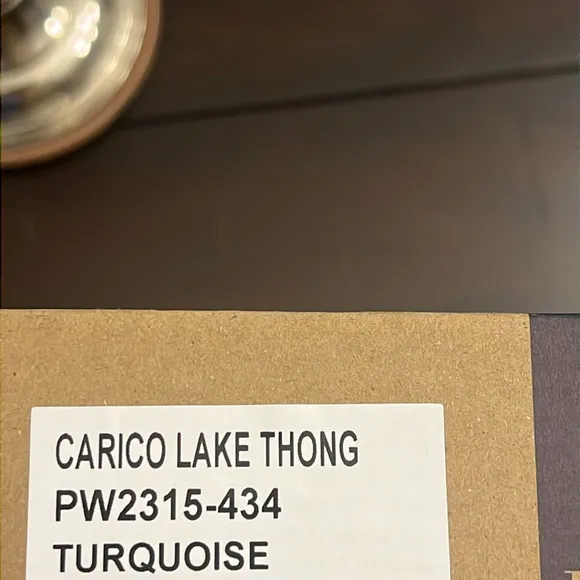 CARICO LAKE THONG
PW2315-434
TURQUOISE